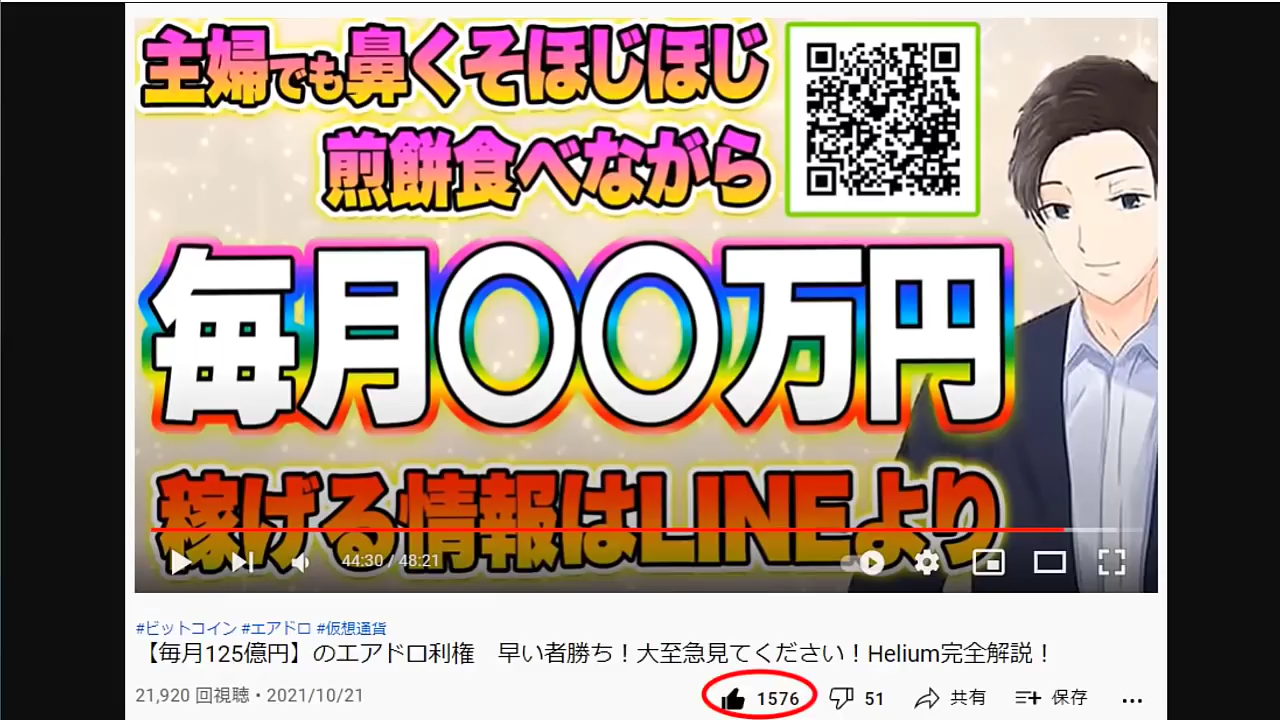 主婦でも鼻くそほじほじ
煎餅食べながら
毎月〇〇万円
稼げる情報はLINEより
44:30 / 48:21
#ビットコイン #エアドロ #仮想通貨
【毎月125億円】のエアドロ利権　早い者勝ち！大至急見てください！Helium完全解説！
21,920 回視聴・2021/10/21 1576 51 共有 保存 …